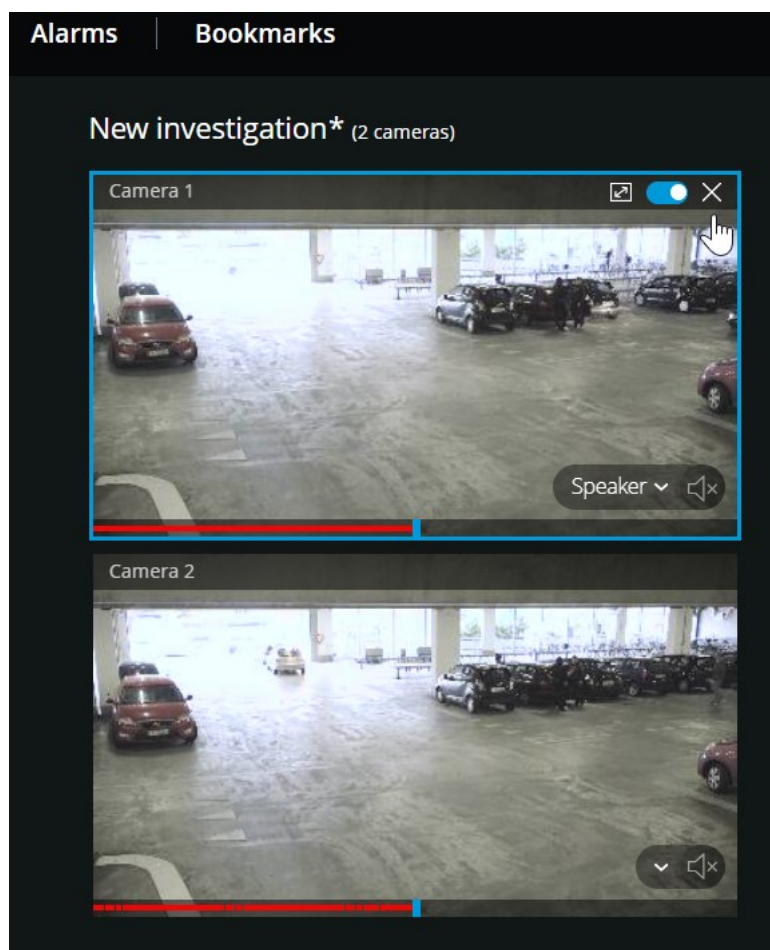 Alarms Bookmarks
New investigation* (2 cameras)
Camera 1
Speaker
Camera 2